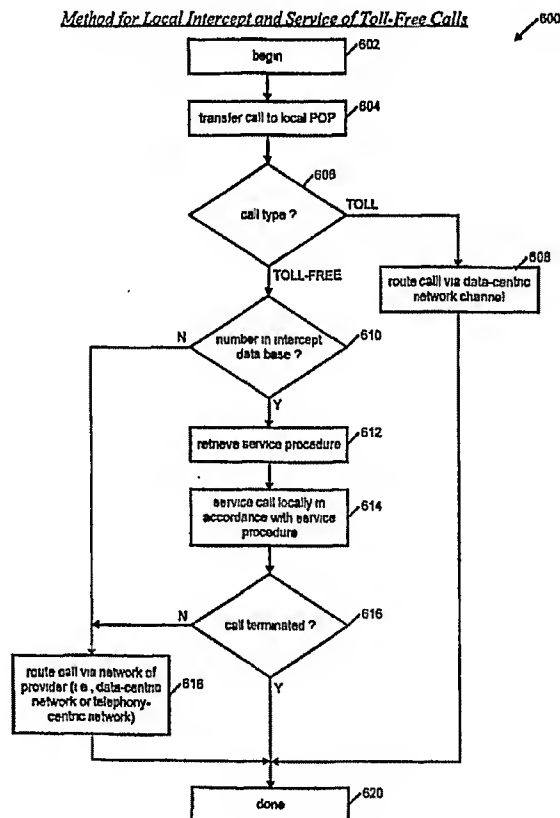 Method for Local Intercept and Service of Toll-Free Calls
600
begin
602
transfer call to local POP
604
606
call type ?
TOLL
TOLL-FREE
608
route call via data-centric
network channel
number in intercept
data base ?
610
N
Y
retrieve service procedure
612
service call locally in
accordance with service
procedure
614
call terminated ?
616
N
Y
route call via network of
provider (i e , data-centric
network or telephony-
centric network)
618
done
620